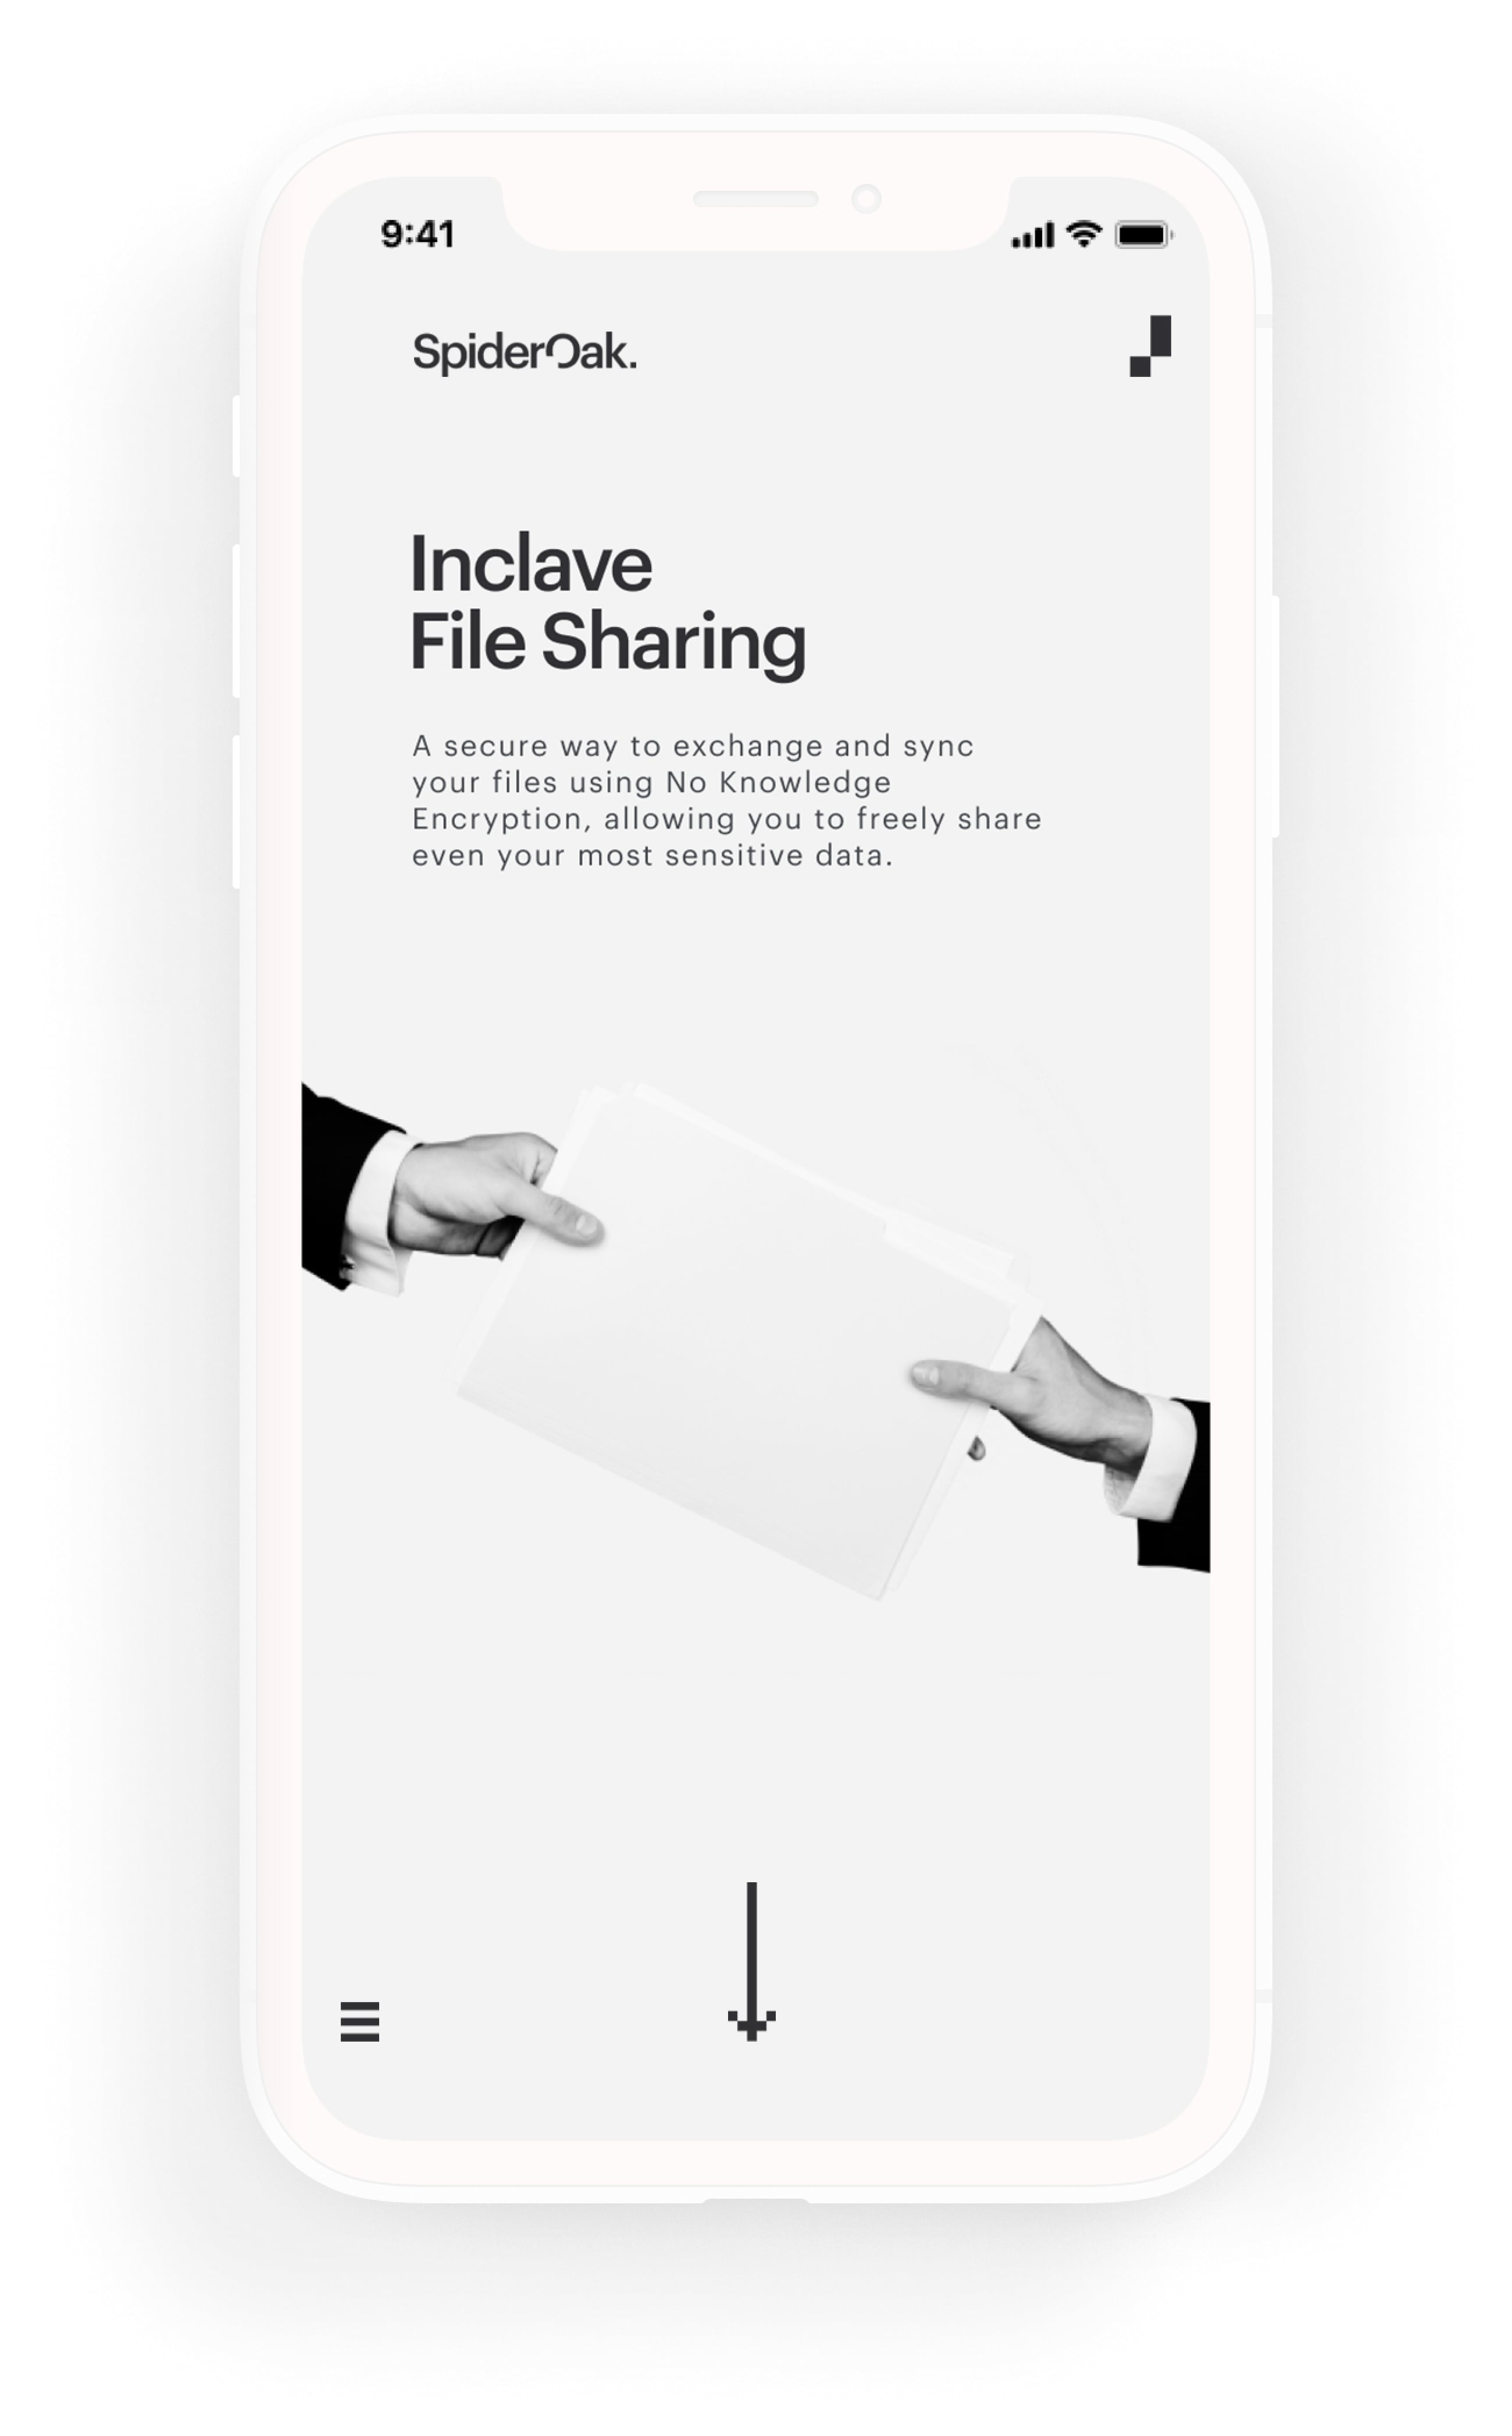 9:41
SpiderOak.
Inclave
File Sharing
A secure way to exchange and sync
your files using No Knowledge
Encryption, allowing you to freely share
even your most sensitive data.